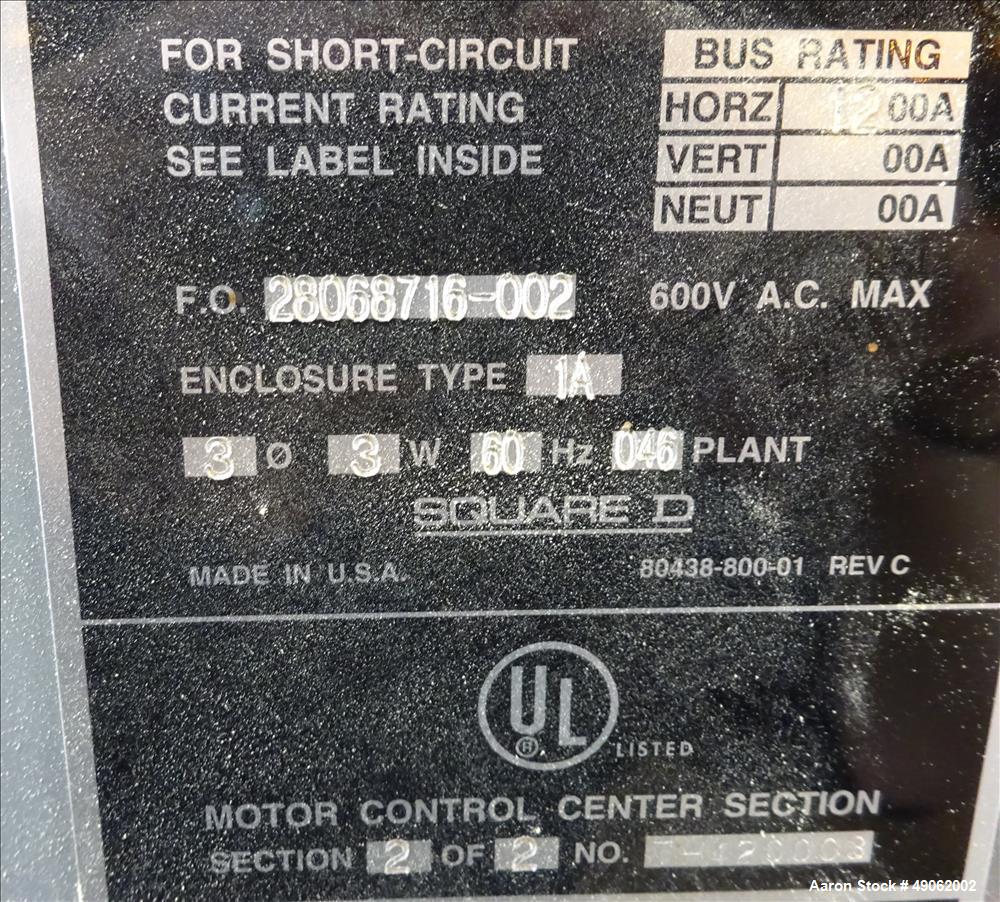 FOR SHORT-CIRCUIT
CURRENT RATING
SEE LABEL INSIDE
BUS RATING
HORZ 1200A
VERT 00A
NEUT 00A
F.O. 28068716-002 600V A.C. MAX
ENCLOSURE TYPE 1A
3 Ø 3 W 60 Hz 046 PLANT
SQUARE D
MADE IN U.S.A. 80438-800-01 REV C
UL ® LISTED
MOTOR CONTROL CENTER SECTION
SECTION 2 OF 2 NO.
Aaron Stock # 49062002